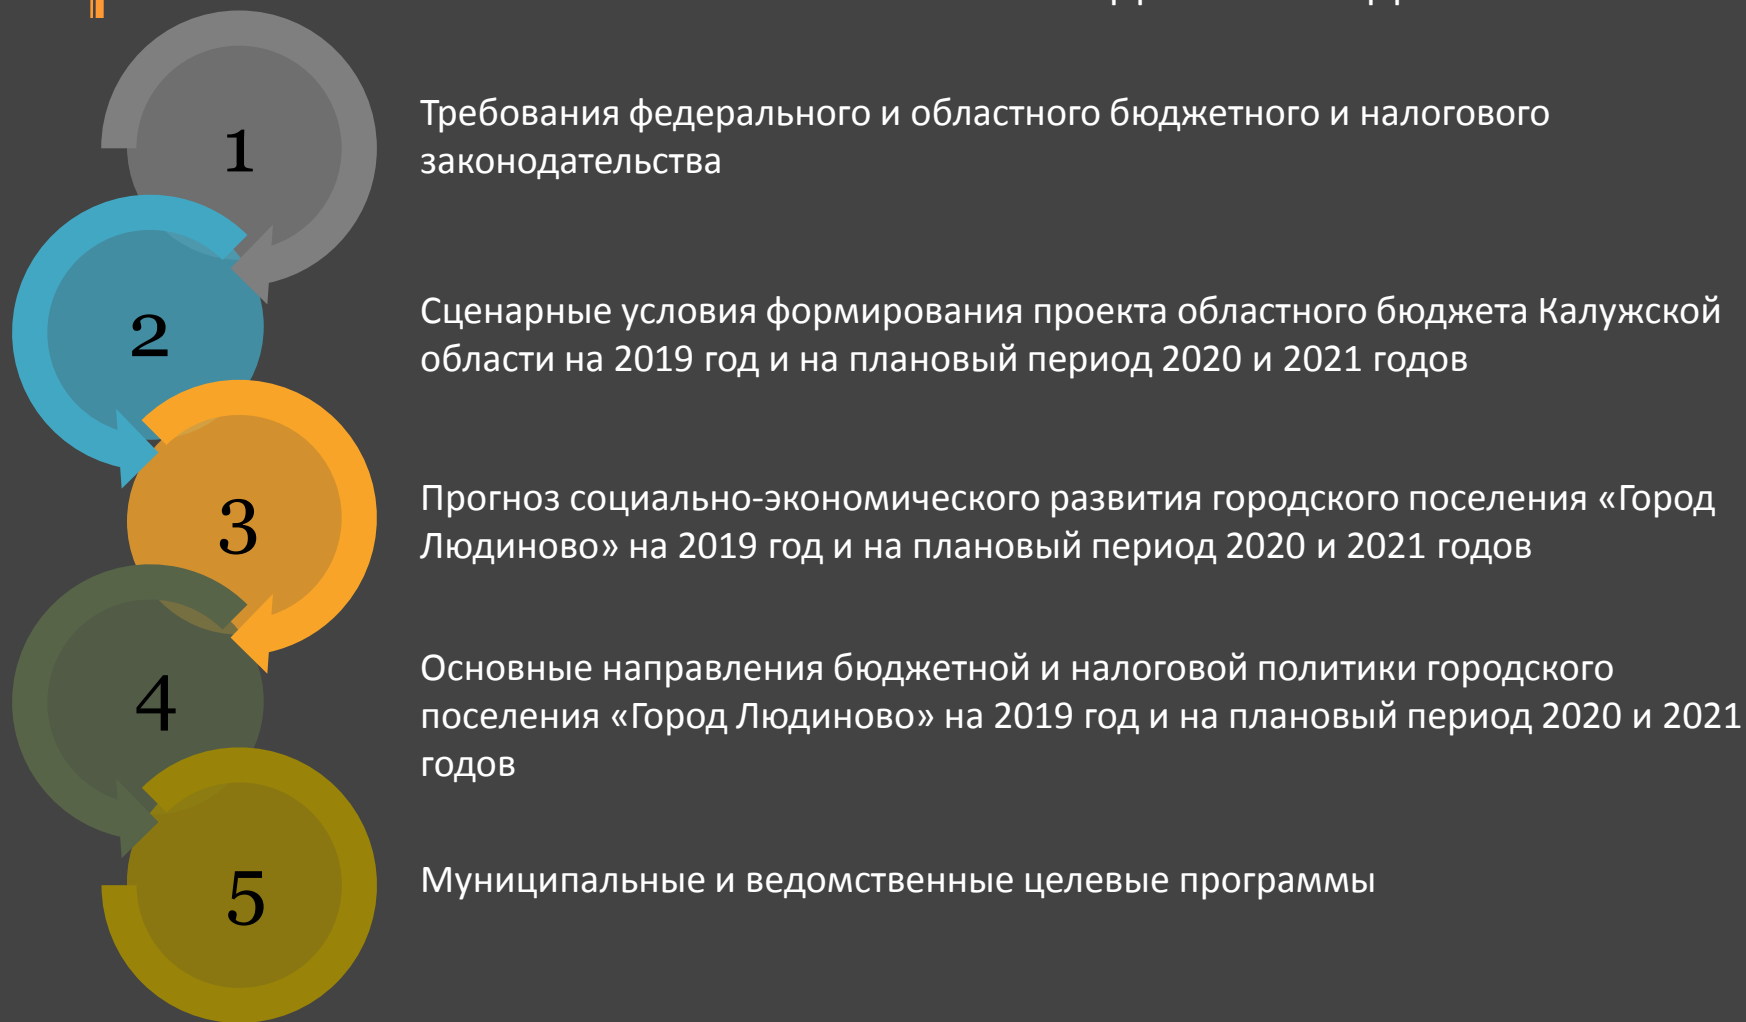 1
Требования федерального и областного бюджетного и налогового
законодательства
2
Сценарные условия формирования проекта областного бюджета Калужской
области на 2019 год и на плановый период 2020 и 2021 годов
3
Прогноз социально-экономического развития городского поселения «Город
Людиново» на 2019 год и на плановый период 2020 и 2021 годов
4
Основные направления бюджетной и налоговой политики городского
поселения «Город Людиново» на 2019 год и на плановый период 2020 и 2021
годов
5
Муниципальные и ведомственные целевые программы